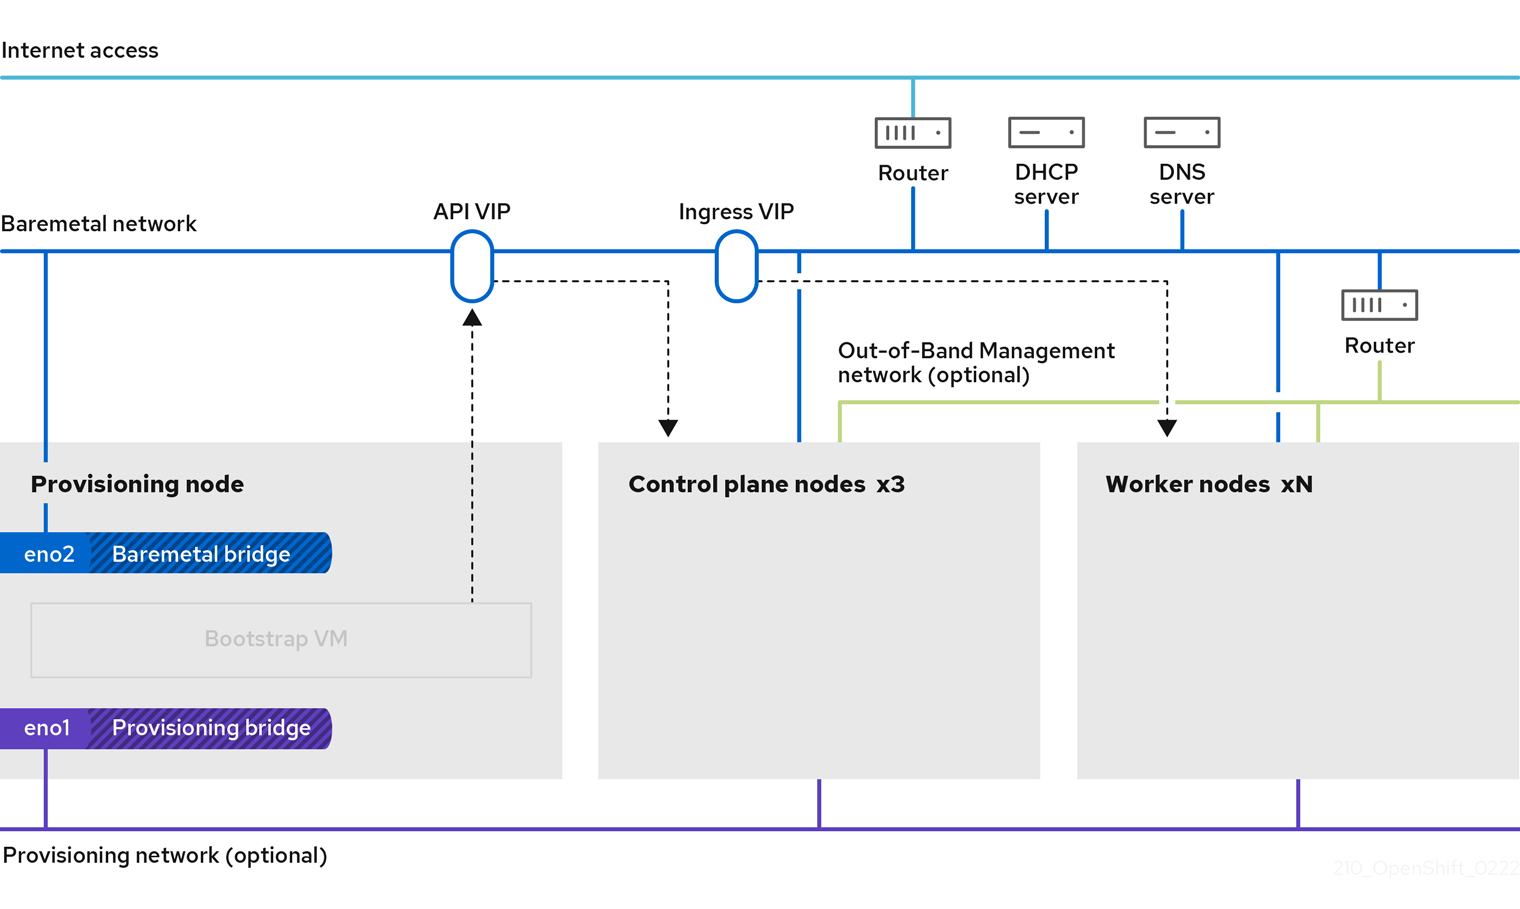 Internet access
Router
DHCP
server
DNS
server
Baremetal network
API VIP
Ingress VIP
Router
Out-of-Band Management
network (optional)
Provisioning node
Control plane nodes x3
Worker nodes xN
eno2
Baremetal bridge
Bootstrap VM
eno1
Provisioning bridge
Provisioning network (optional)
210_OpenShift_0222